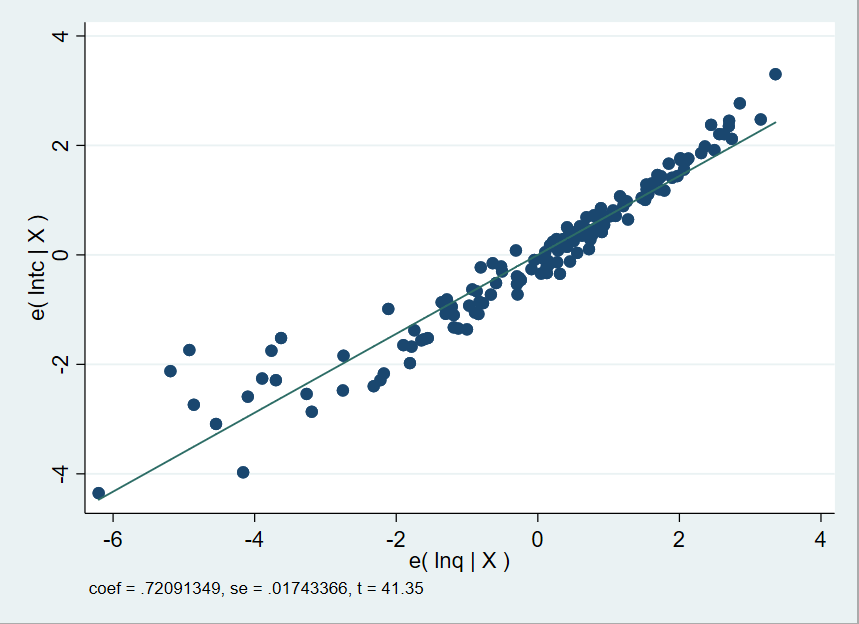 4
2
0
-2
-4
e( lntc | X )
-6 -4 -2 0 2 4
e( lnq | X )
coef = .72091349, se = .01743366, t = 41.35